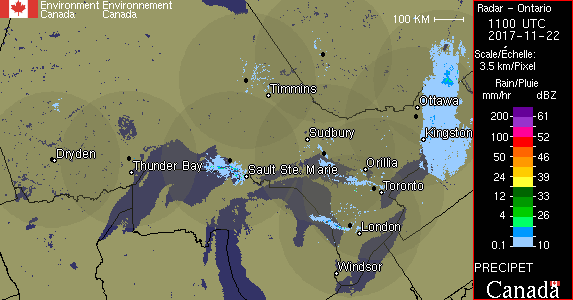 Environment Environnement
Canada Canada
100 KM
Timmins
Ottawa
Sudbury
Kingston
Dryden
Thunder Bay
Sault Ste. Marie
Orillia
Toronto
London
Windsor
Radar - Ontario
1100 UTC
2017-11-22
Scale/Échelle:
3.5 km/Pixel
Rain/Pluie
mm/hr dBZ
200 61
100 52
50 46
24 39
12 33
4 26
0.1 10
PRECIPET
Canada